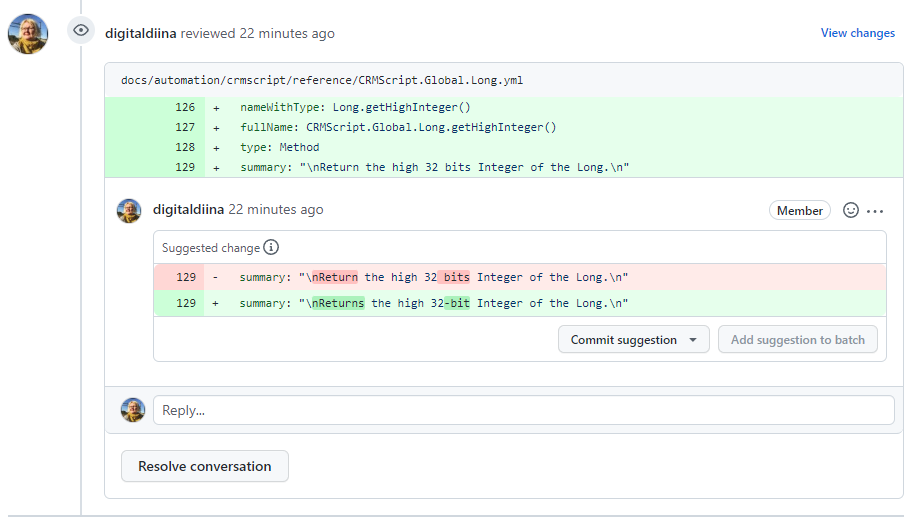 digitaldiina reviewed 22 minutes ago
View changes
docs/automation/crmscript/reference/CRMScript.Global.Long.yml
126 + nameWithType: Long.getHighInteger()
127 + fullName: CRMScript.Global.Long.getHighInteger()
128 + type: Method
129 + summary: "\nReturn the high 32 bits Integer of the Long.\n"
digitaldiina 22 minutes ago
Member
Suggested change
129 - summary: "\nReturn the high 32 bits Integer of the Long.\n"
129 + summary: "\nReturns the high 32-bit Integer of the Long.\n"
Commit suggestion
Add suggestion to batch
Reply...
Resolve conversation